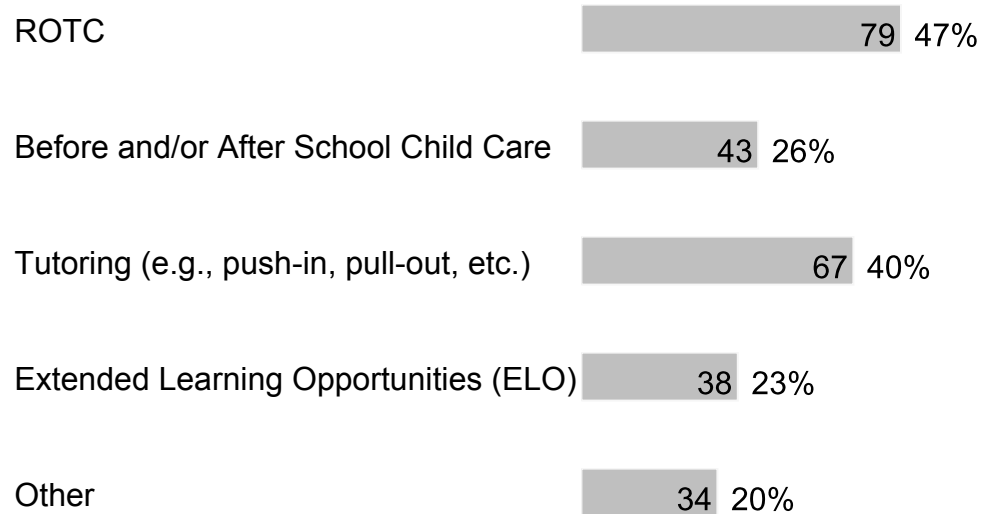 ROTC 79 47%
Before and/or After School Child Care 43 26%
Tutoring (e.g., push-in, pull-out, etc.) 67 40%
Extended Learning Opportunities (ELO) 38 23%
Other 34 20%